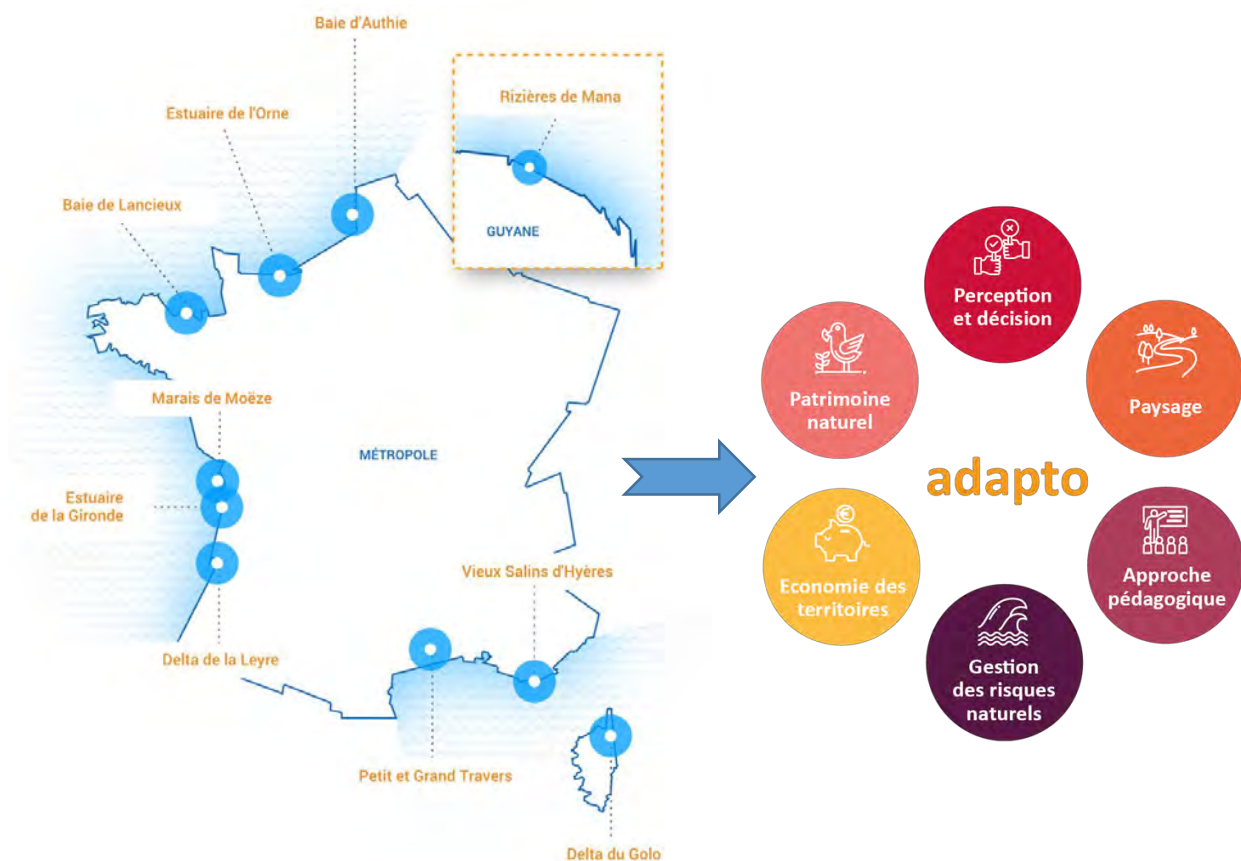 Baie d'Authie
Estuaire de l'Orne
Rizières de Mana
Baie de Lancieux
GUYANE
Marais de Moëze
MÉTROPOLE
Estuaire
de la Gironde
Vieux Salins d'Hyères
Delta de la Leyre
Petit et Grand Travers
Delta du Golo
Perception
et décision
Patrimoine
naturel
Paysage
adapto
Economie des
territoires
Approche
pédagogique
Gestion
des risques
naturels